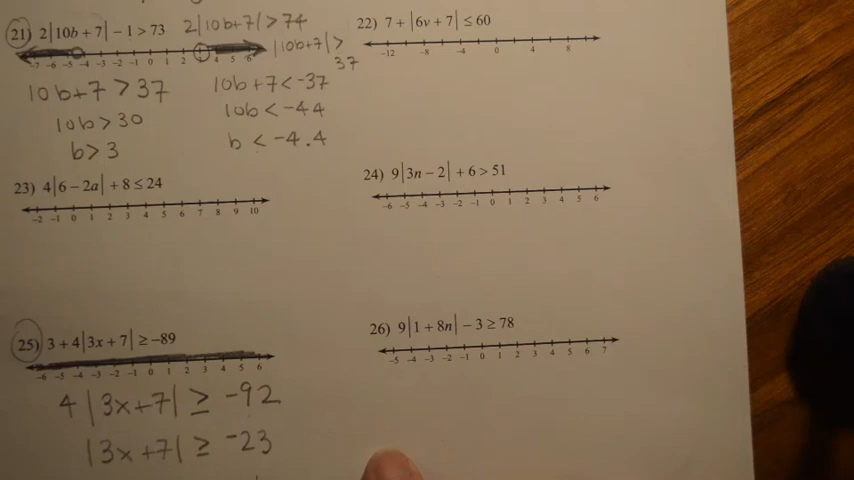 21) 2|10b + 7| − 1 > 73
2|10b+7| > 74
|10b+7| >
37
-7 -6 -5 -4 -3 -2 -1 0 1 2 4 5 6
10b+7 > 37
10b > 30
b > 3
10b+7 < -37
10b < -44
b < -4.4
22) 7 + |6v + 7| ≤ 60
-12 -8 -4 0 4 8
23) 4|6 − 2a| + 8 ≤ 24
-2 -1 0 1 2 3 4 5 6 7 8 9 10
24) 9|3n − 2| + 6 > 51
-6 -5 -4 -3 -2 -1 0 1 2 3 4 5 6
25) 3 + 4|3x + 7| ≥ −89
-6 -5 -4 -3 -2 -1 0 1 2 3 4 5 6
4|3x+7| ≥ -92
|3x+7| ≥ -23
26) 9|1 + 8n| − 3 ≥ 78
-5 -4 -3 -2 -1 0 1 2 3 4 5 6 7